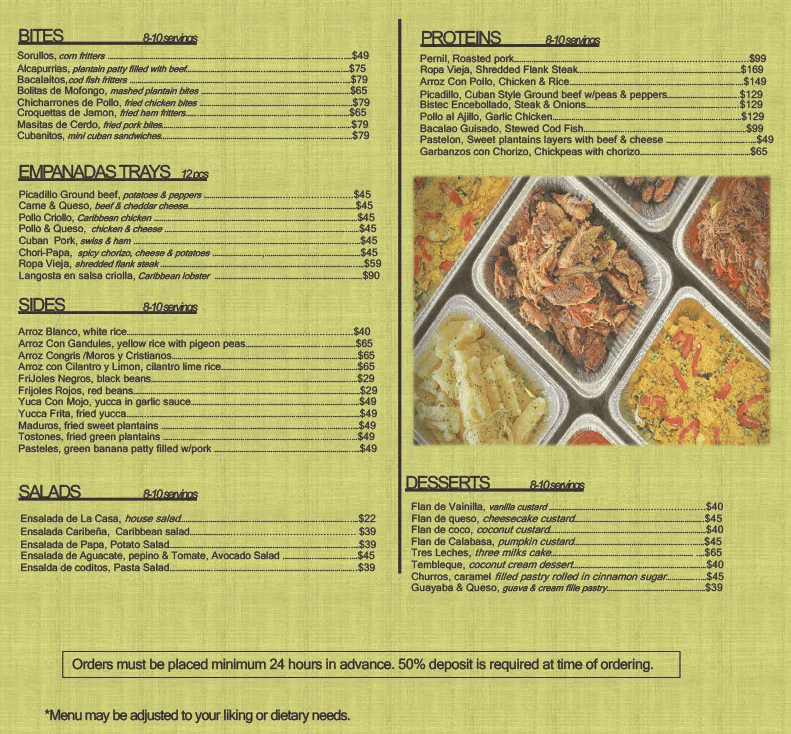 BITES 8-10 servings
Sorullos, corn fritters $49
Alcapurrias, plantain patty filled with beef $75
Bacalaitos, cod fish fritters $79
Bolitas de Mofongo, mashed plantain bites $65
Chicharrones de Pollo, fried chicken bites $79
Croquettas de Jamon, fried ham fritters $65
Masitas de Cerdo, fried pork bites $79
Cubanitos, mini cuban sandwiches $79
EMPANADAS TRAYS 12 pcs
Picadillo Ground beef, potatoes & peppers $45
Carne & Queso, beef & cheddar cheese $45
Pollo Criollo, Caribbean chicken $45
Pollo & Queso, chicken & cheese $45
Cuban Pork, swiss & ham $45
Chori-Papa, spicy chorizo, cheese & potatoes $45
Ropa Vieja, shredded flank steak $59
Langosta en salsa criolla, Caribbean lobster $90
SIDES 8-10 servings
Arroz Blanco, white rice $40
Arroz Con Gandules, yellow rice with pigeon peas $65
Arroz Congris /Moros y Cristianos $65
Arroz con Cilantro y Limon, cilantro lime rice $65
FriJoles Negros, black beans $29
Frijoles Rojos, red beans $29
Yuca Con Mojo, yucca in garlic sauce $49
Yucca Frita, fried yucca $49
Maduros, fried sweet plantains $49
Tostones, fried green plantains $49
Pasteles, green banana patty filled w/pork $49
SALADS 8-10 servings
Ensalada de La Casa, house salad $22
Ensalada Caribeña, Caribbean salad $39
Ensalada de Papa, Potato Salad $39
Ensalada de Aguacate, pepino & Tomate, Avocado Salad $45
Ensalda de coditos, Pasta Salad $39
PROTEINS 8-10 servings
Pernil, Roasted pork $99
Ropa Vieja, Shredded Flank Steak $169
Arroz Con Pollo, Chicken & Rice $149
Picadillo, Cuban Style Ground beef w/peas & peppers $129
Bistec Encebollado, Steak & Onions $129
Pollo al Ajillo, Garlic Chicken $129
Bacalao Guisado, Stewed Cod Fish $99
Pastelon, Sweet plantains layers with beef & cheese $49
Garbanzos con Chorizo, Chickpeas with chorizo $65
DESSERTS 8-10 servings
Flan de Vainilla, vanilla custard $40
Flan de queso, cheesecake custard $45
Flan de coco, coconut custard $40
Flan de Calabasa, pumpkin custard $45
Tres Leches, three milks cake $65
Tembleque, coconut cream dessert $40
Churros, caramel filled pastry rolled in cinnamon sugar $45
Guayaba & Queso, guava & cream fille pastry $39
Orders must be placed minimum 24 hours in advance. 50% deposit is required at time of ordering.
*Menu may be adjusted to your liking or dietary needs.